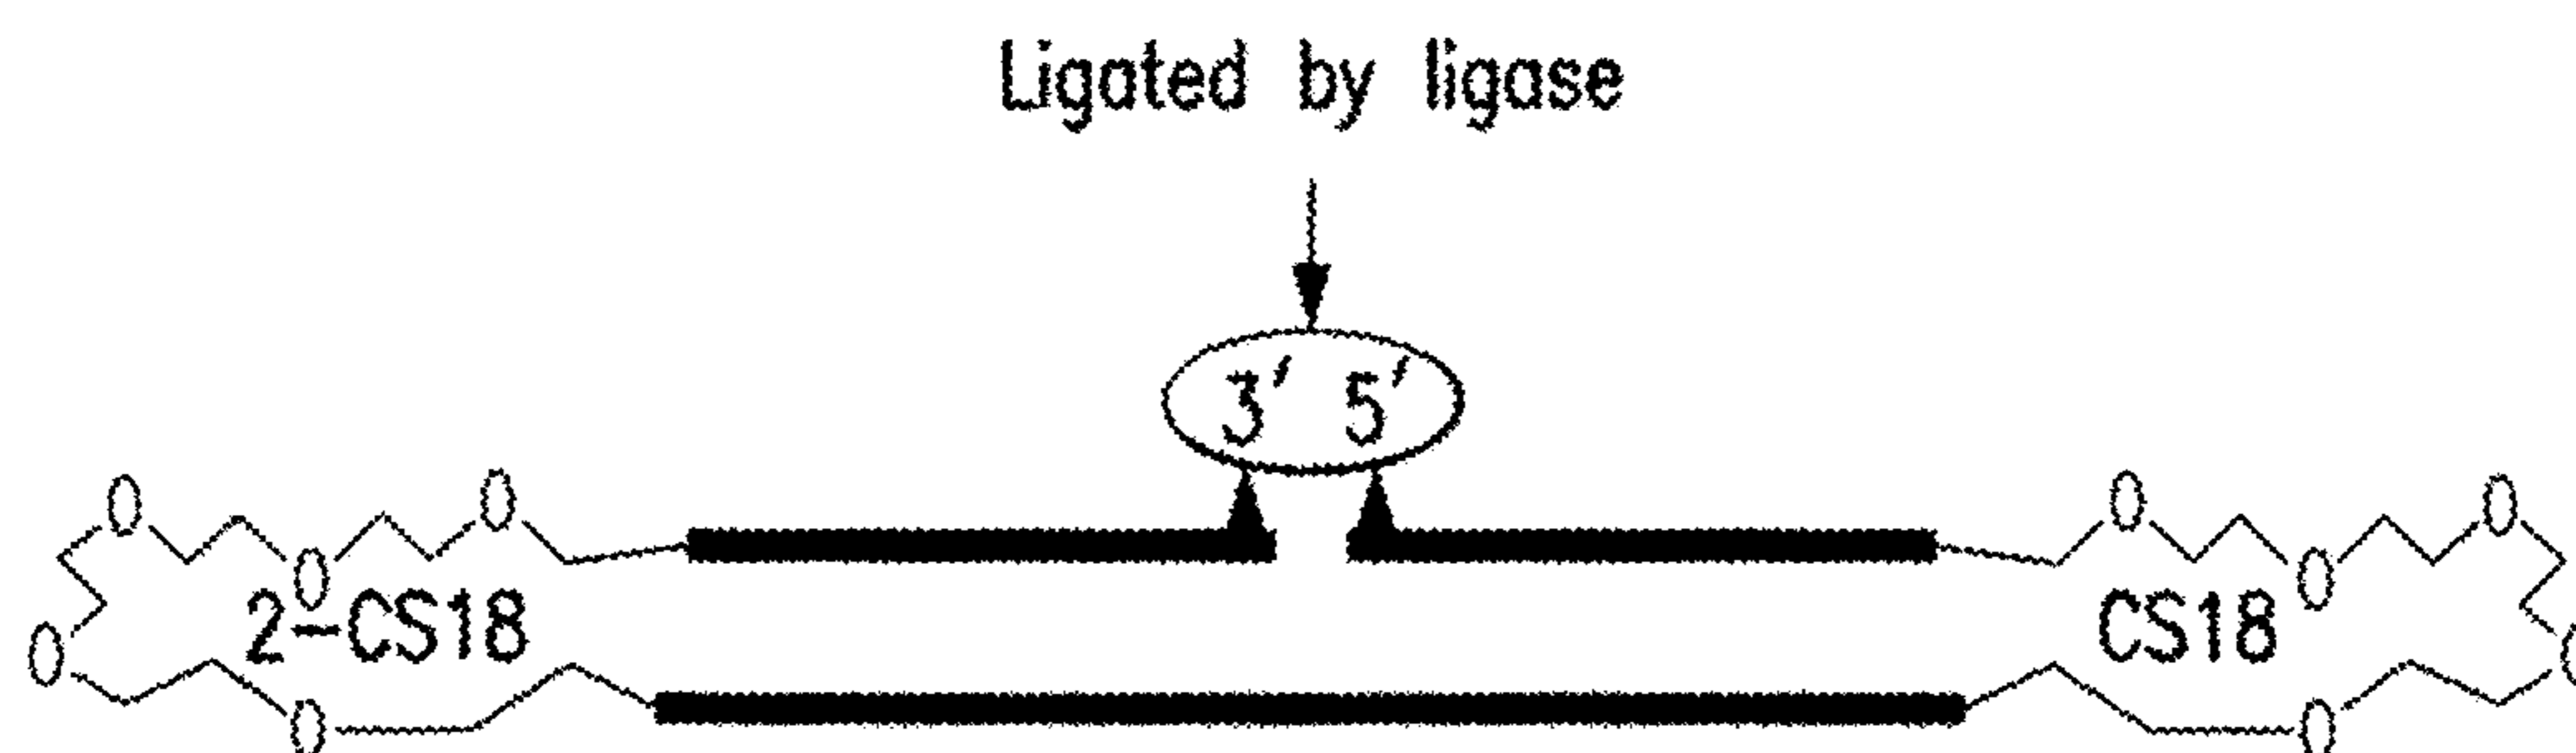 Ligated by ligase
3' 5'
O O O O
O O
2-CS18 CS18
O O
O O